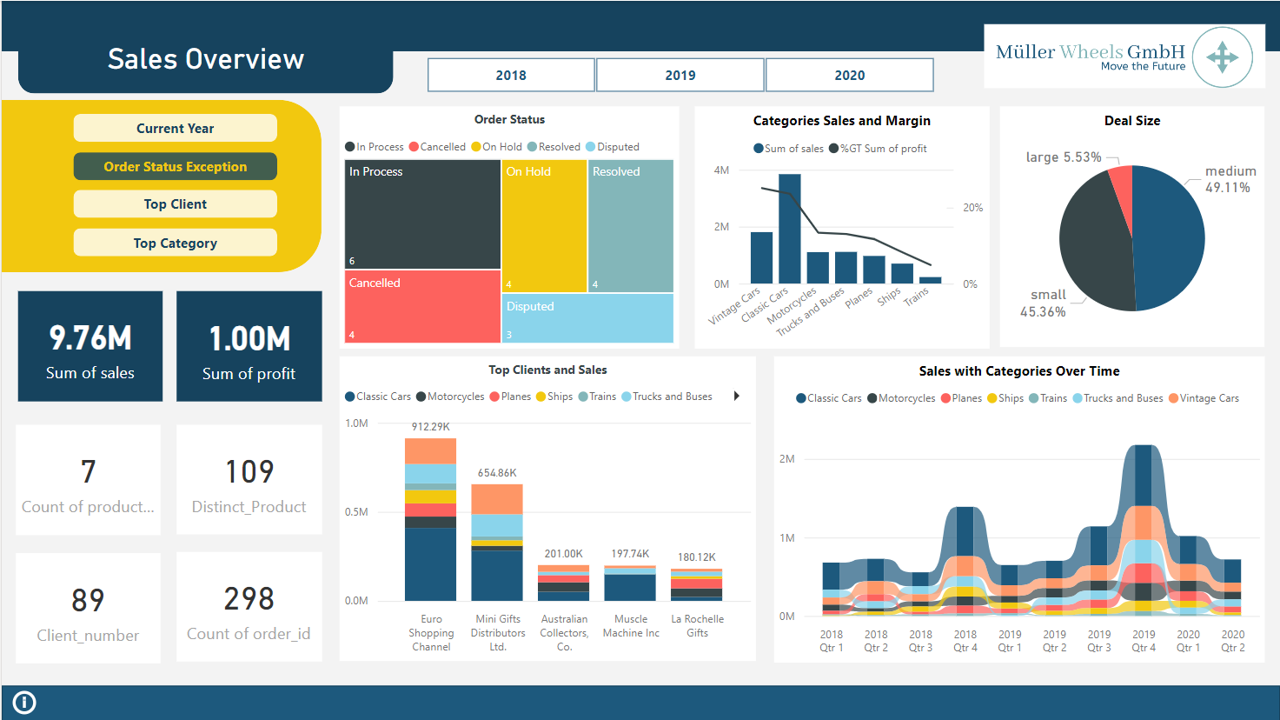 Sales Overview
2018
2019
2020
Müller Wheels GmbH
Move the Future
Current Year
Order Status Exception
Top Client
Top Category
9.76M
Sum of sales
1.00M
Sum of profit
7
Count of product...
109
Distinct_Product
89
Client_number
298
Count of order_id
Order Status
In Process
Cancelled
On Hold
Resolved
Disputed
In Process
6
On Hold
4
Resolved
4
Cancelled
4
Disputed
3
Categories Sales and Margin
Sum of sales
%GT Sum of profit
4M
2M
0M
20%
0%
Vintage Cars
Classic Cars
Motorcycles
Trucks and Buses
Planes
Ships
Trains
Deal Size
large 5.53%
medium
49.11%
small
45.36%
Top Clients and Sales
Classic Cars
Motorcycles
Planes
Ships
Trains
Trucks and Buses
1.0M
0.5M
0.0M
912.29K
654.86K
201.00K
197.74K
180.12K
Euro
Shopping
Channel
Mini Gifts
Distributors
Ltd.
Australian
Collectors,
Co.
Muscle
Machine Inc
La Rochelle
Gifts
Sales with Categories Over Time
Classic Cars
Motorcycles
Planes
Ships
Trains
Trucks and Buses
Vintage Cars
2M
1M
0M
2018
Qtr 1
2018
Qtr 2
2018
Qtr 3
2018
Qtr 4
2019
Qtr 1
2019
Qtr 2
2019
Qtr 3
2019
Qtr 4
2020
Qtr 1
2020
Qtr 2